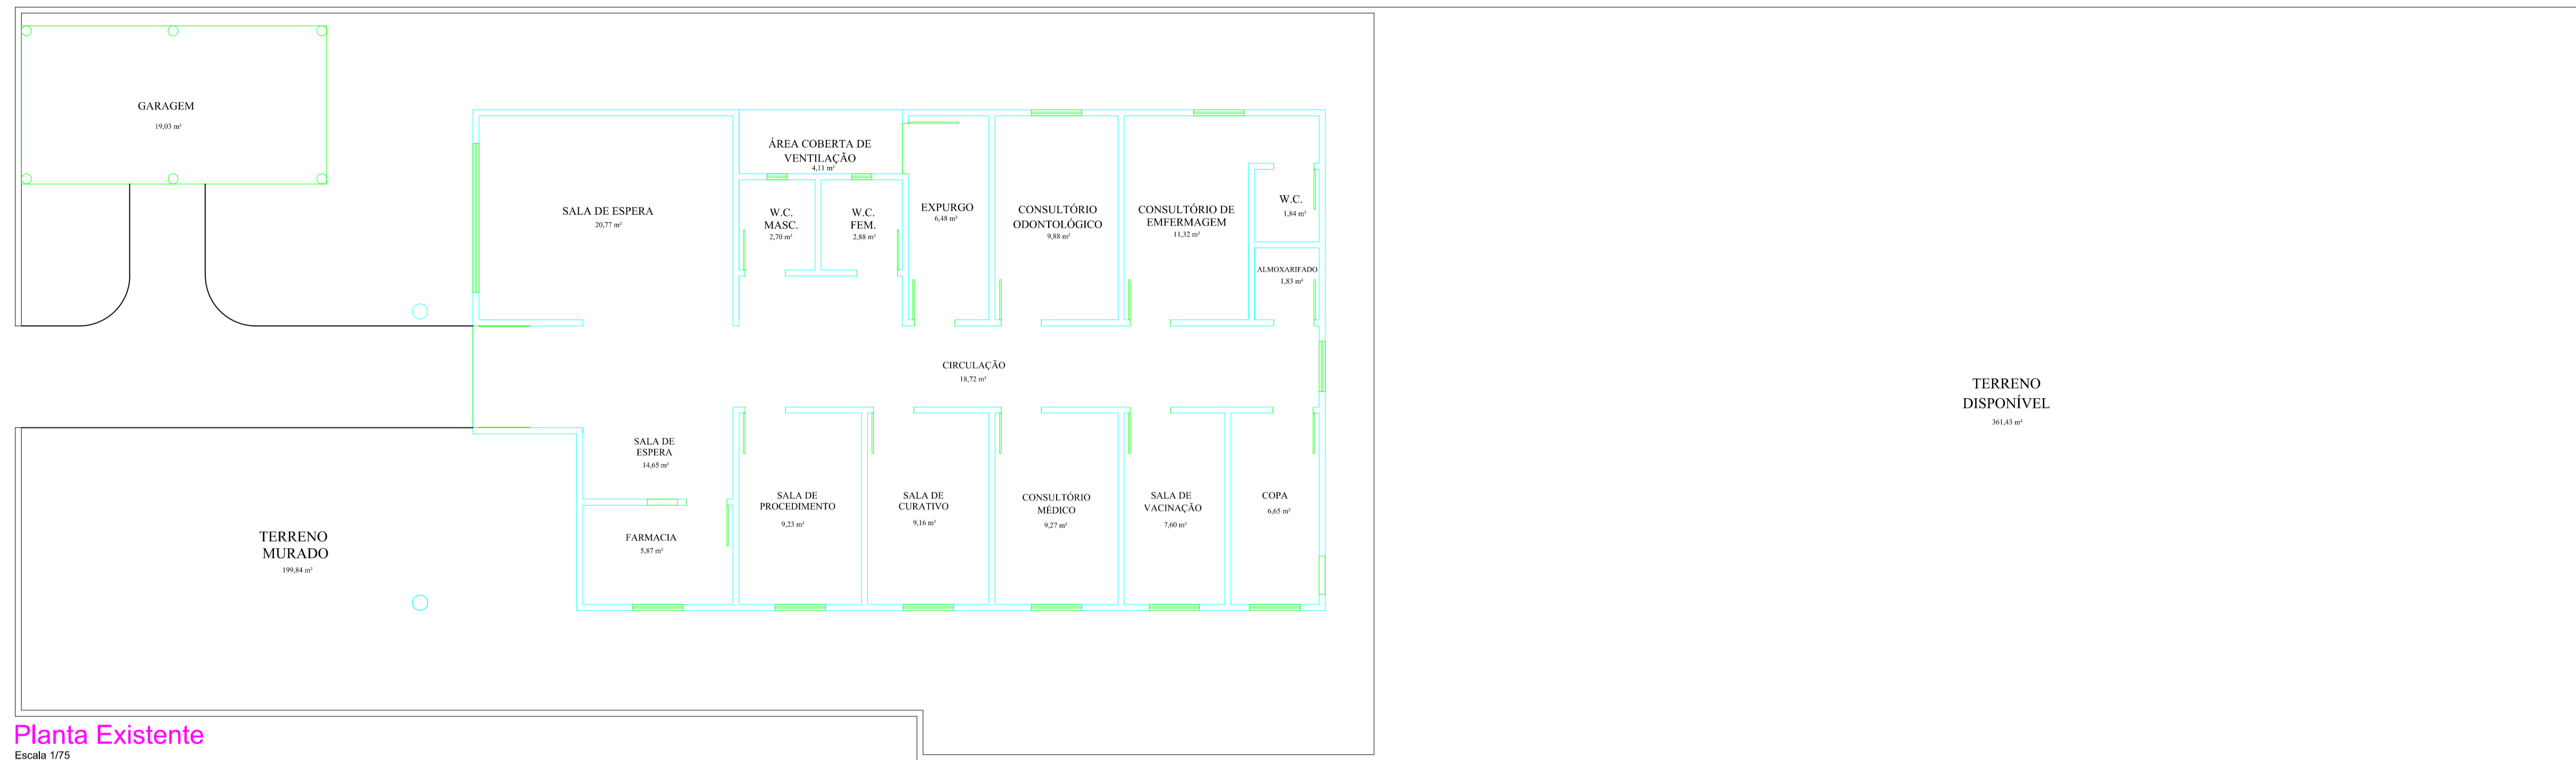 GARAGEM
19,03 m²
SALA DE ESPERA
20,77 m²
ÁREA COBERTA DE
VENTILAÇÃO
4,11 m²
W.C.
MASC.
2,70 m²
W.C.
FEM.
2,88 m²
EXPURGO
6,48 m²
CONSULTÓRIO
ODONTOLÓGICO
9,88 m²
CONSULTÓRIO DE
EMFERMAGEM
11,32 m²
W.C.
1,84 m²
ALMOXARIFADO
1,83 m²
CIRCULAÇÃO
18,72 m²
TERRENO
DISPONÍVEL
361,43 m²
SALA DE
ESPERA
14,65 m²
FARMACIA
5,87 m²
SALA DE
PROCEDIMENTO
9,23 m²
SALA DE
CURATIVO
9,16 m²
CONSULTÓRIO
MÉDICO
9,27 m²
SALA DE
VACINAÇÃO
7,60 m²
COPA
6,65 m²
TERRENO
MURADO
199,84 m²
Planta Existente
Escala 1/75